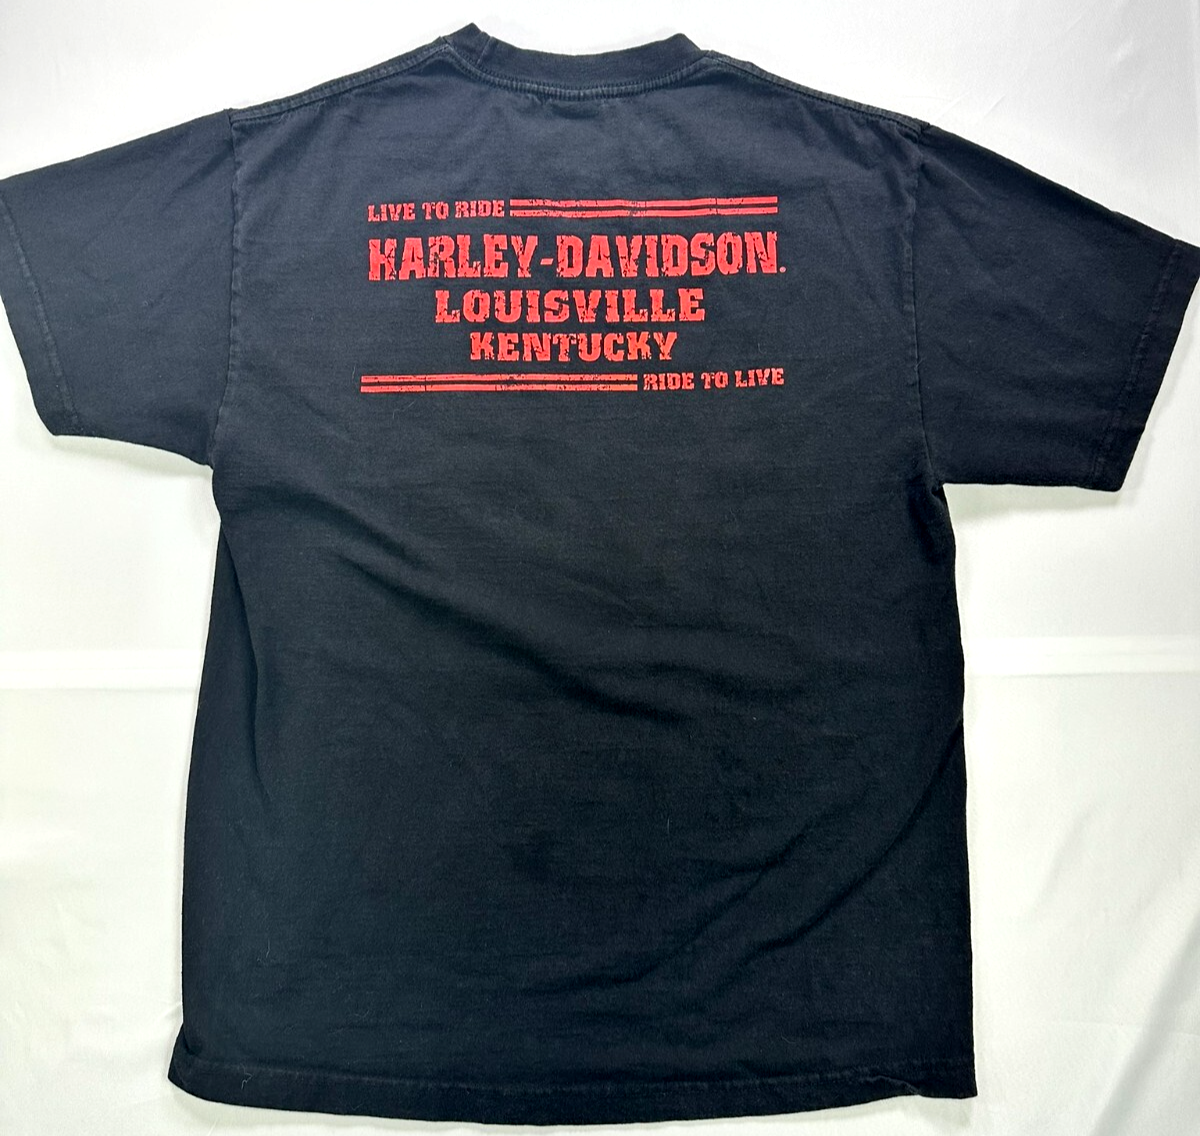 LIVE TO RIDE
HARLEY-DAVIDSON.
LOUISVILLE
KENTUCKY
RIDE TO LIVE